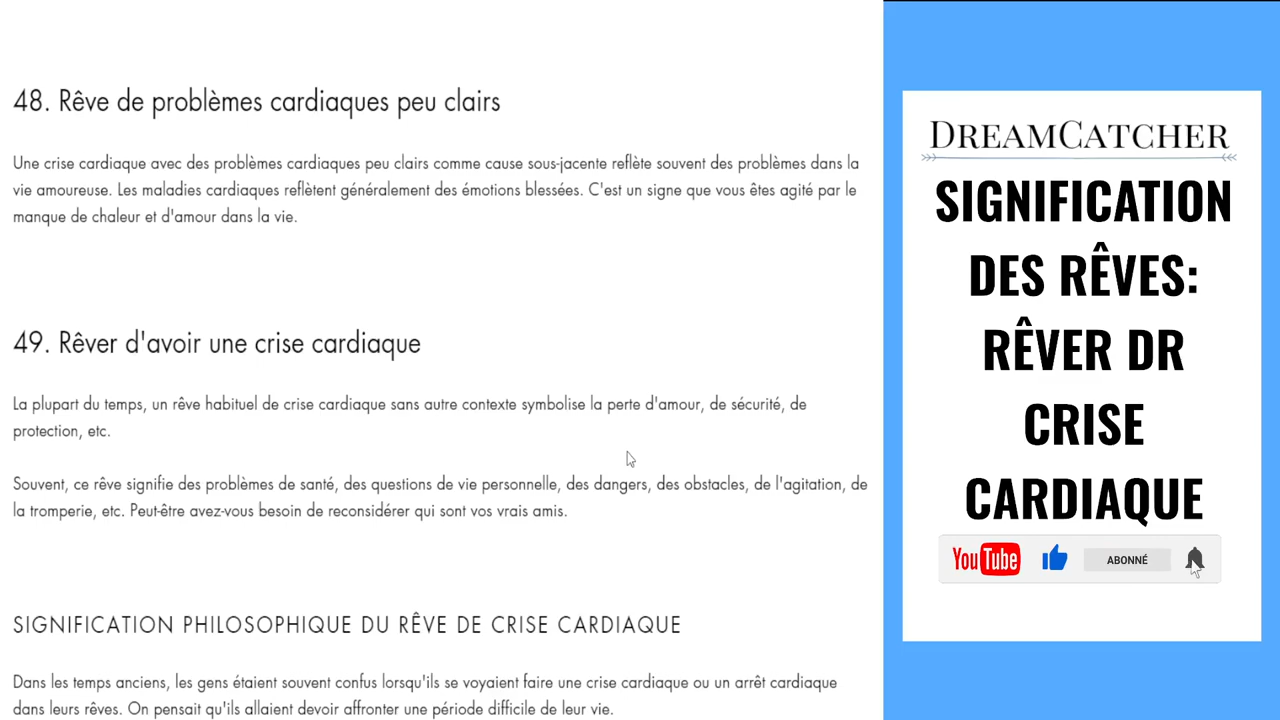 48. Rêve de problèmes cardiaques peu clairs
Une crise cardiaque avec des problèmes cardiaques peu clairs comme cause sous-jacente reflète souvent des problèmes dans la
vie amoureuse. Les maladies cardiaques reflètent généralement des émotions blessées. C'est un signe que vous êtes agité par le
manque de chaleur et d'amour dans la vie.
49. Rêver d'avoir une crise cardiaque
La plupart du temps, un rêve habituel de crise cardiaque sans autre contexte symbolise la perte d'amour, de sécurité, de
protection, etc.
Souvent, ce rêve signifie des problèmes de santé, des questions de vie personnelle, des dangers, des obstacles, de l'agitation, de
la tromperie, etc. Peut-être avez-vous besoin de reconsidérer qui sont vos vrais amis.
SIGNIFICATION PHILOSOPHIQUE DU RÊVE DE CRISE CARDIAQUE
Dans les temps anciens, les gens étaient souvent confus lorsqu'ils se voyaient faire une crise cardiaque ou un arrêt cardiaque
dans leurs rêves. On pensait qu'ils allaient devoir affronter une période difficile de leur vie.
DREAMCATCHER
SIGNIFICATION
DES RÊVES:
RÊVER DR
CRISE
CARDIAQUE
YouTube ABONNÉ